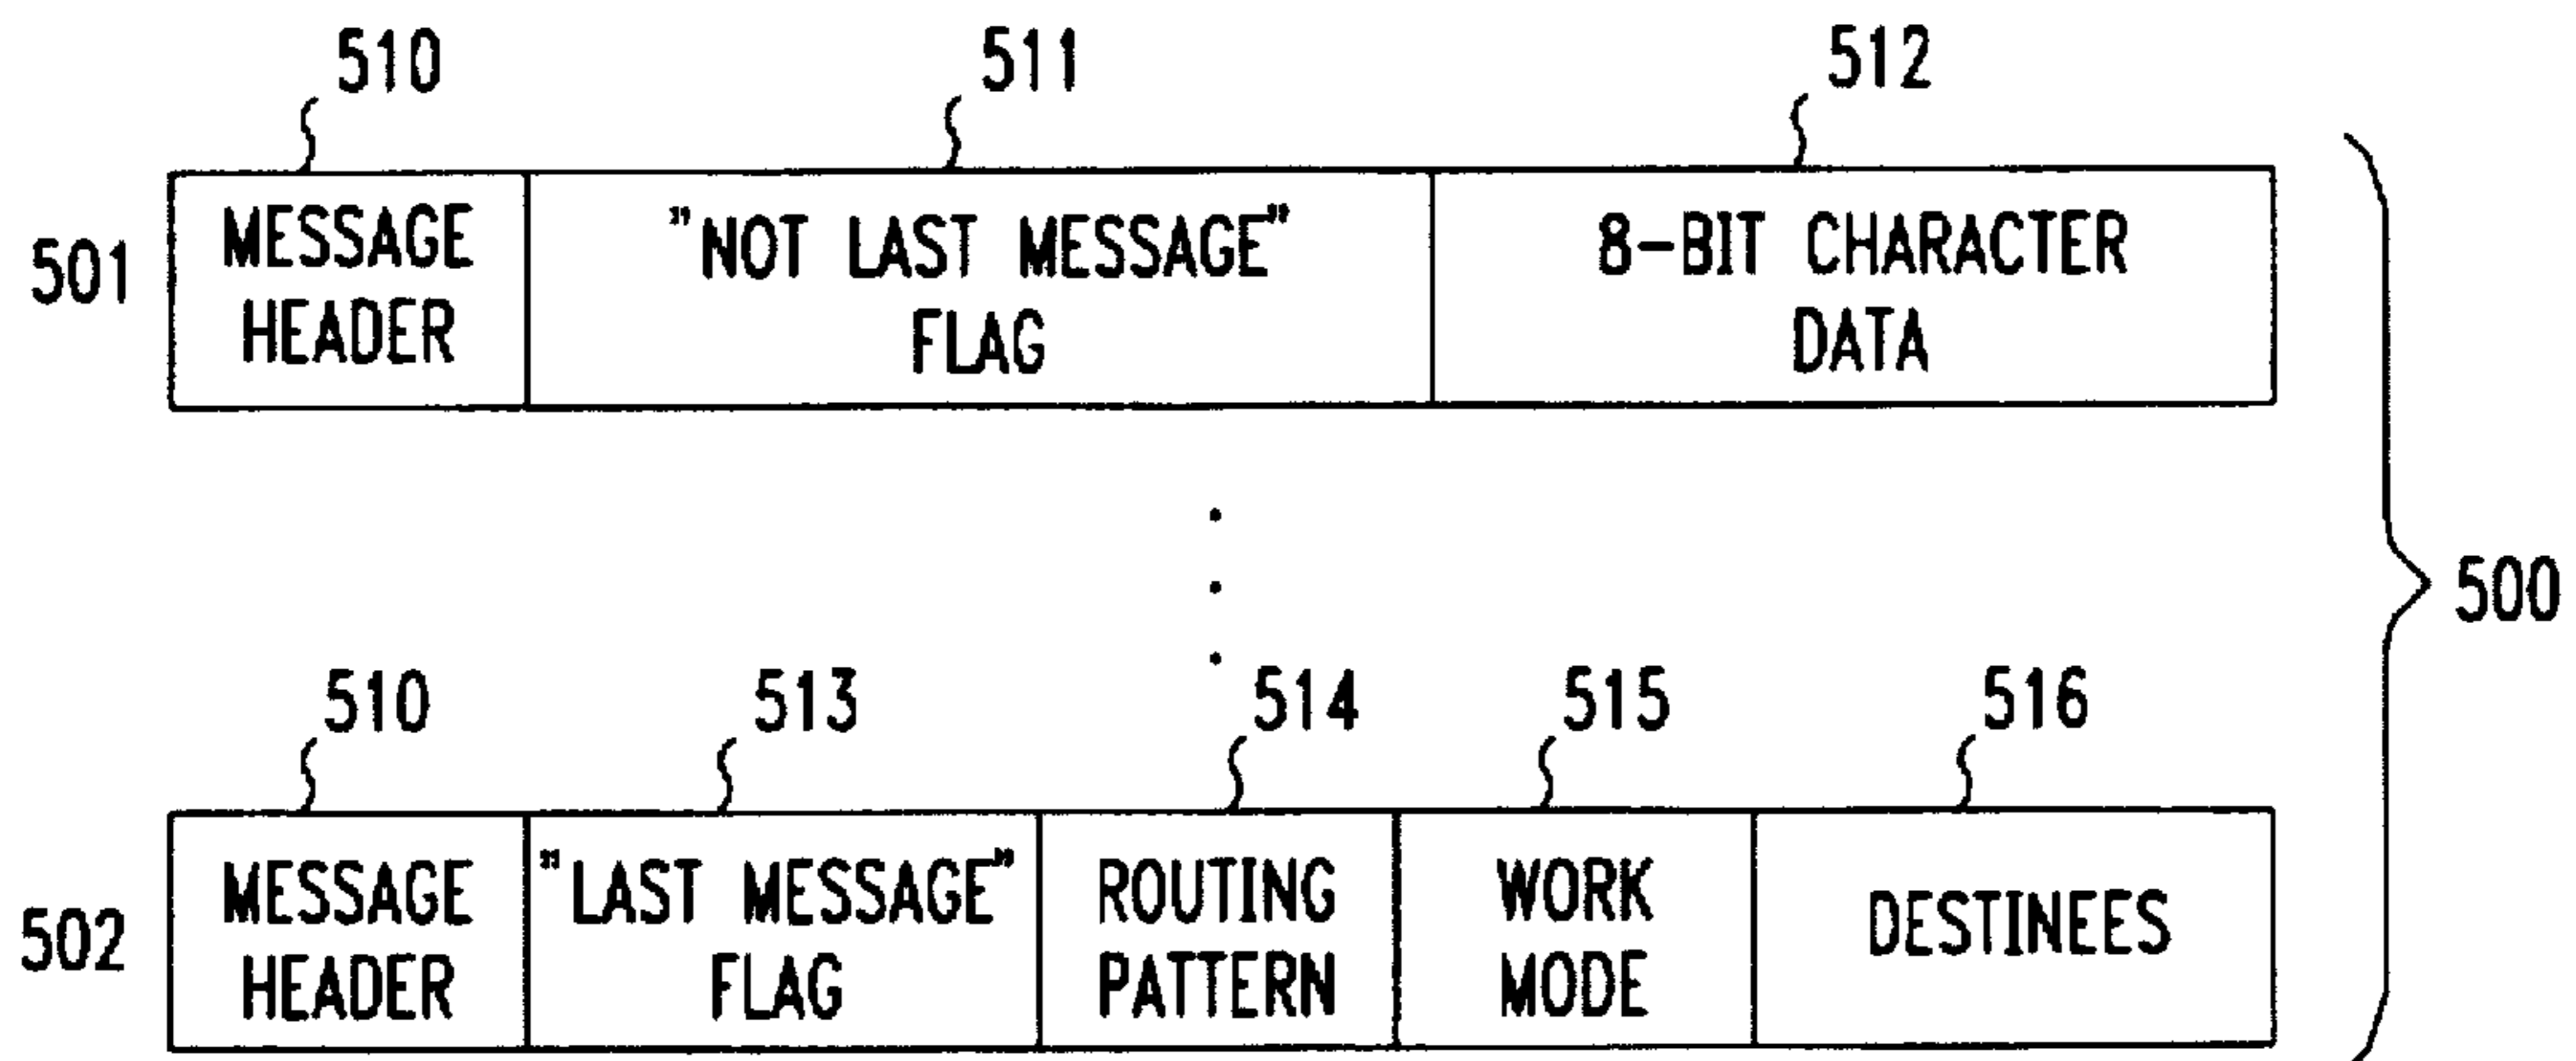 510 511 512
501 MESSAGE HEADER "NOT LAST MESSAGE" FLAG 8-BIT CHARACTER DATA
500
510 513 514 515 516
502 MESSAGE HEADER "LAST MESSAGE" FLAG ROUTING PATTERN WORK MODE DESTINEES